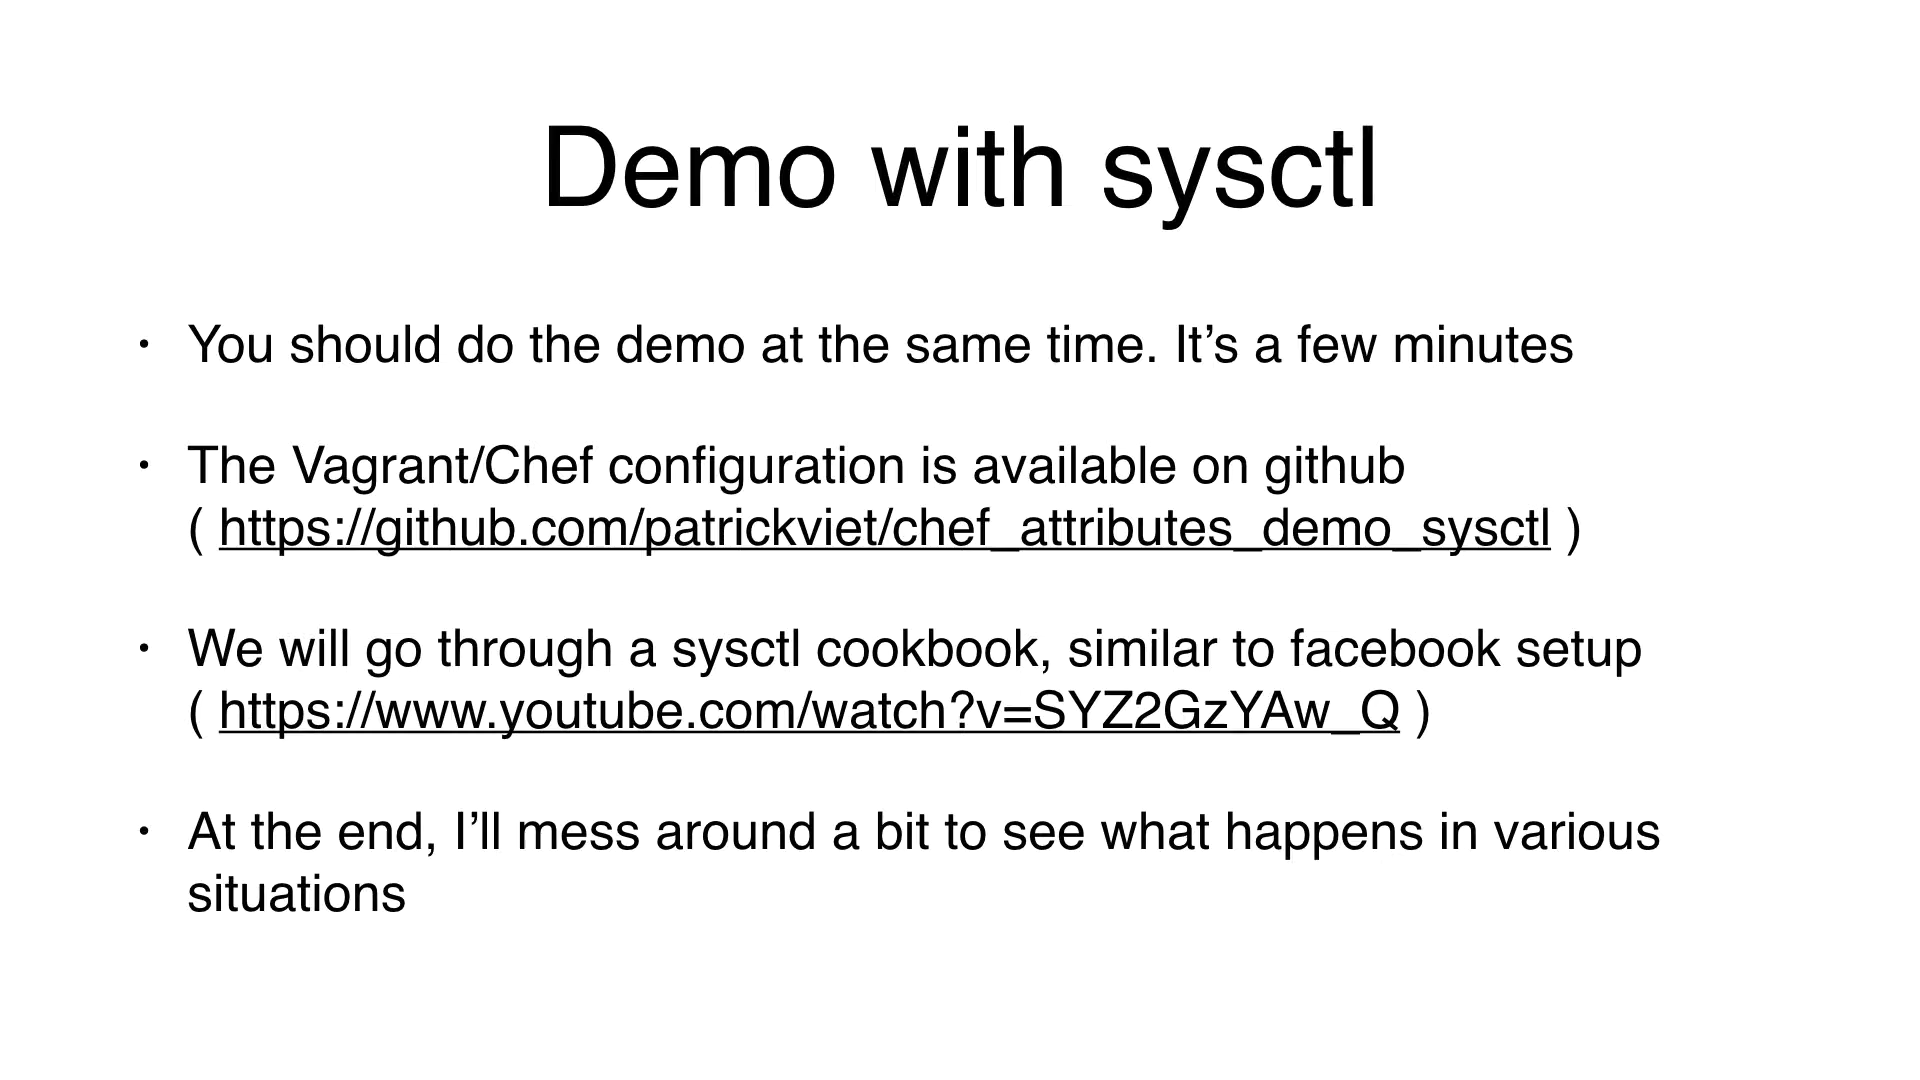 Demo with sysctl
• You should do the demo at the same time. It’s a few minutes
• The Vagrant/Chef configuration is available on github
( https://github.com/patrickviet/chef_attributes_demo_sysctl )
• We will go through a sysctl cookbook, similar to facebook setup
( https://www.youtube.com/watch?v=SYZ2GzYAw_Q )
• At the end, I’ll mess around a bit to see what happens in various
situations